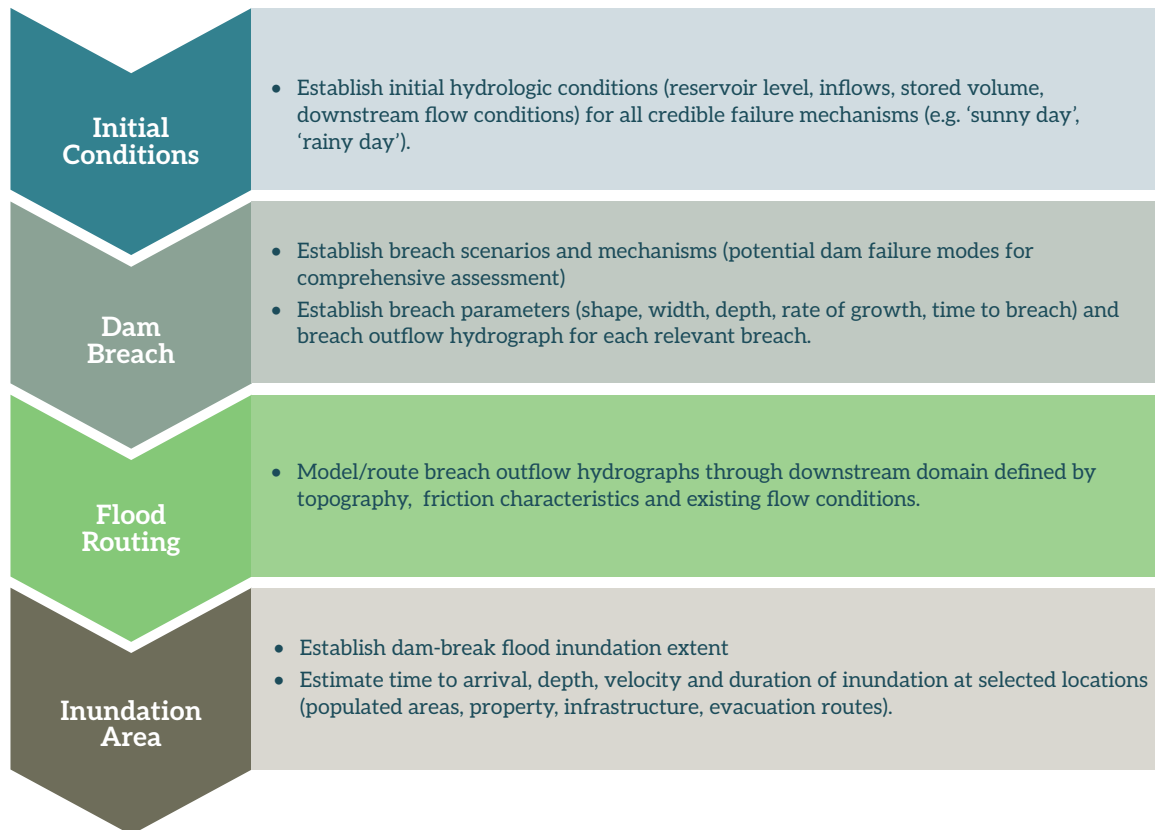 Initial
Conditions
• Establish initial hydrologic conditions (reservoir level, inflows, stored volume,
downstream flow conditions) for all credible failure mechanisms (e.g. ‘sunny day’,
‘rainy day’).
Dam
Breach
• Establish breach scenarios and mechanisms (potential dam failure modes for
comprehensive assessment)
• Establish breach parameters (shape, width, depth, rate of growth, time to breach) and
breach outflow hydrograph for each relevant breach.
Flood
Routing
• Model/route breach outflow hydrographs through downstream domain defined by
topography, friction characteristics and existing flow conditions.
Inundation
Area
• Establish dam-break flood inundation extent
• Estimate time to arrival, depth, velocity and duration of inundation at selected locations
(populated areas, property, infrastructure, evacuation routes).